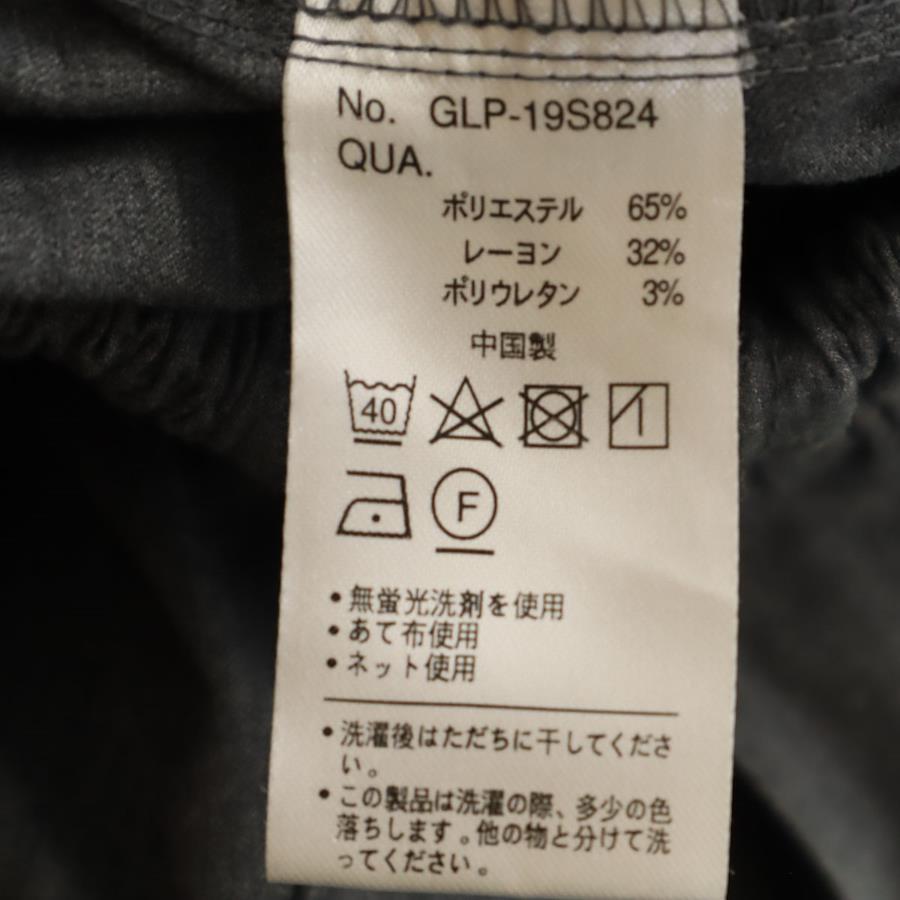 No. GLP-19S824
QUA.
ポリエステル 65%
レーヨン 32%
ポリウレタン 3%
中国製
40
F
・無蛍光洗剤を使用
・あて布使用
・ネット使用
・洗濯後はただちに干してくださ
い。
・この製品は洗濯の際、多少の色
落ちします。他の物と分けて洗
ってください。